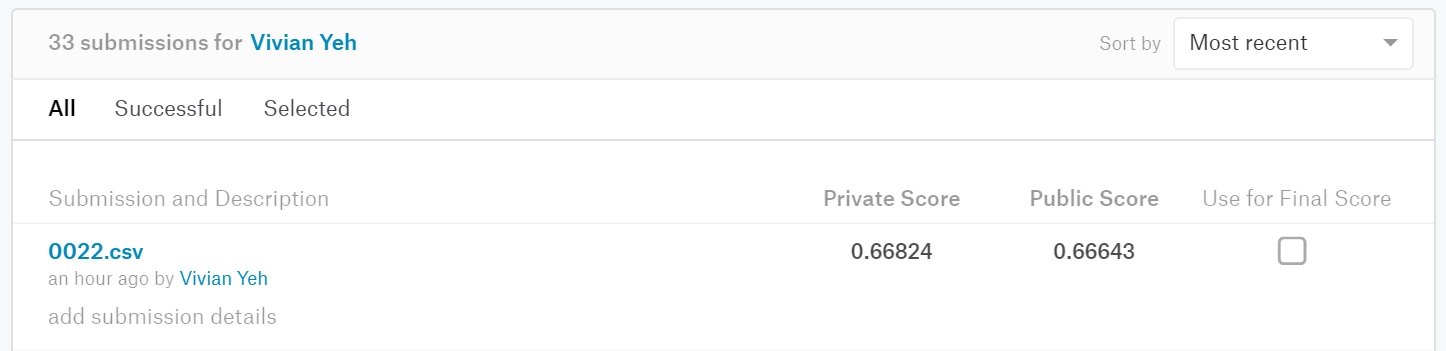 33 submissions for Vivian Yeh Sort by Most recent
All Successful Selected
Submission and Description Private Score Public Score Use for Final Score
0022.csv 0.66824 0.66643
an hour ago by Vivian Yeh
add submission details